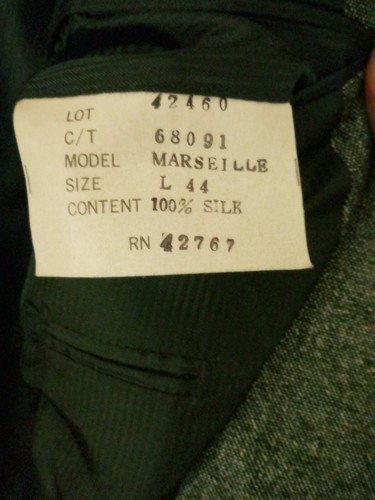 LOT 42460
C/T 68091
MODEL MARSEILLE
SIZE L 44
CONTENT 100% SILK
RN 42767